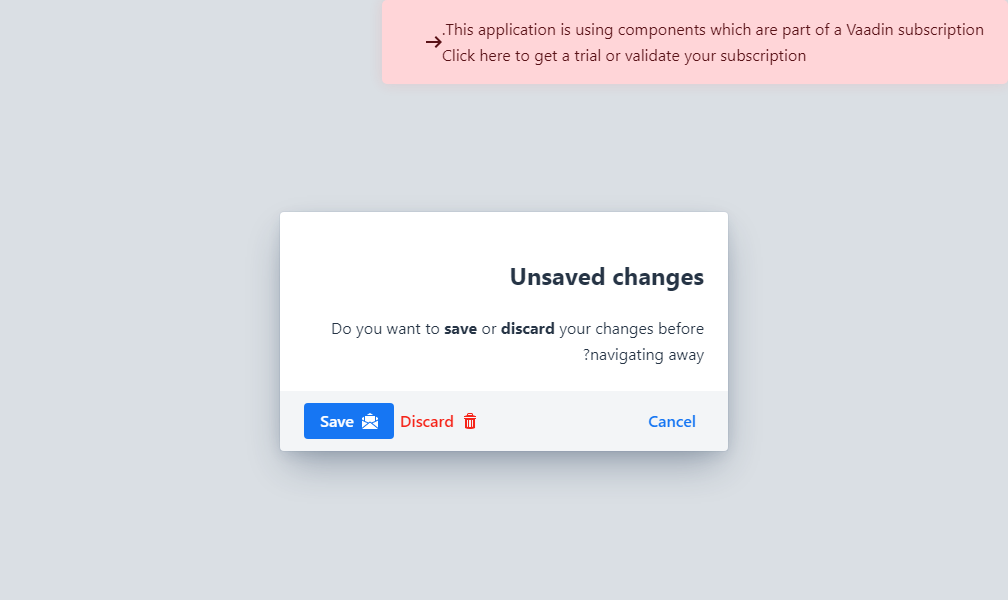 .This application is using components which are part of a Vaadin subscription
Click here to get a trial or validate your subscription
Unsaved changes
Do you want to save or discard your changes before
?navigating away
Save
Discard
Cancel